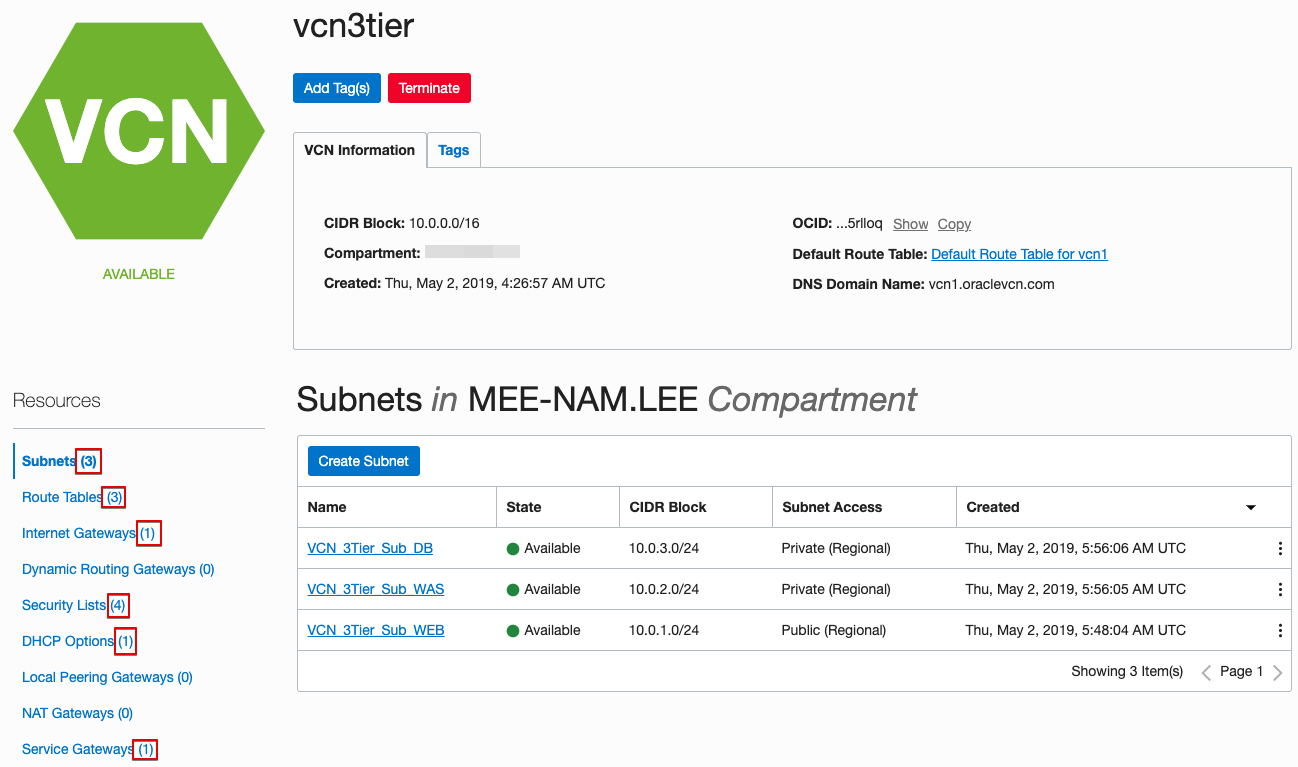 VCN
AVAILABLE
vcn3tier
Add Tag(s) Terminate
VCN Information Tags
CIDR Block: 10.0.0.0/16
Compartment:
Created: Thu, May 2, 2019, 4:26:57 AM UTC
OCID: ...5rlloq Show Copy
Default Route Table: Default Route Table for vcn1
DNS Domain Name: vcn1.oraclevcn.com
Resources
Subnets (3)
Route Tables (3)
Internet Gateways (1)
Dynamic Routing Gateways (0)
Security Lists (4)
DHCP Options (1)
Local Peering Gateways (0)
NAT Gateways (0)
Service Gateways (1)
Subnets in MEE-NAM.LEE Compartment
Create Subnet
Name State CIDR Block Subnet Access Created
VCN_3Tier_Sub_DB Available 10.0.3.0/24 Private (Regional) Thu, May 2, 2019, 5:56:06 AM UTC
VCN_3Tier_Sub_WAS Available 10.0.2.0/24 Private (Regional) Thu, May 2, 2019, 5:56:05 AM UTC
VCN_3Tier_Sub_WEB Available 10.0.1.0/24 Public (Regional) Thu, May 2, 2019, 5:48:04 AM UTC
Showing 3 Item(s) Page 1